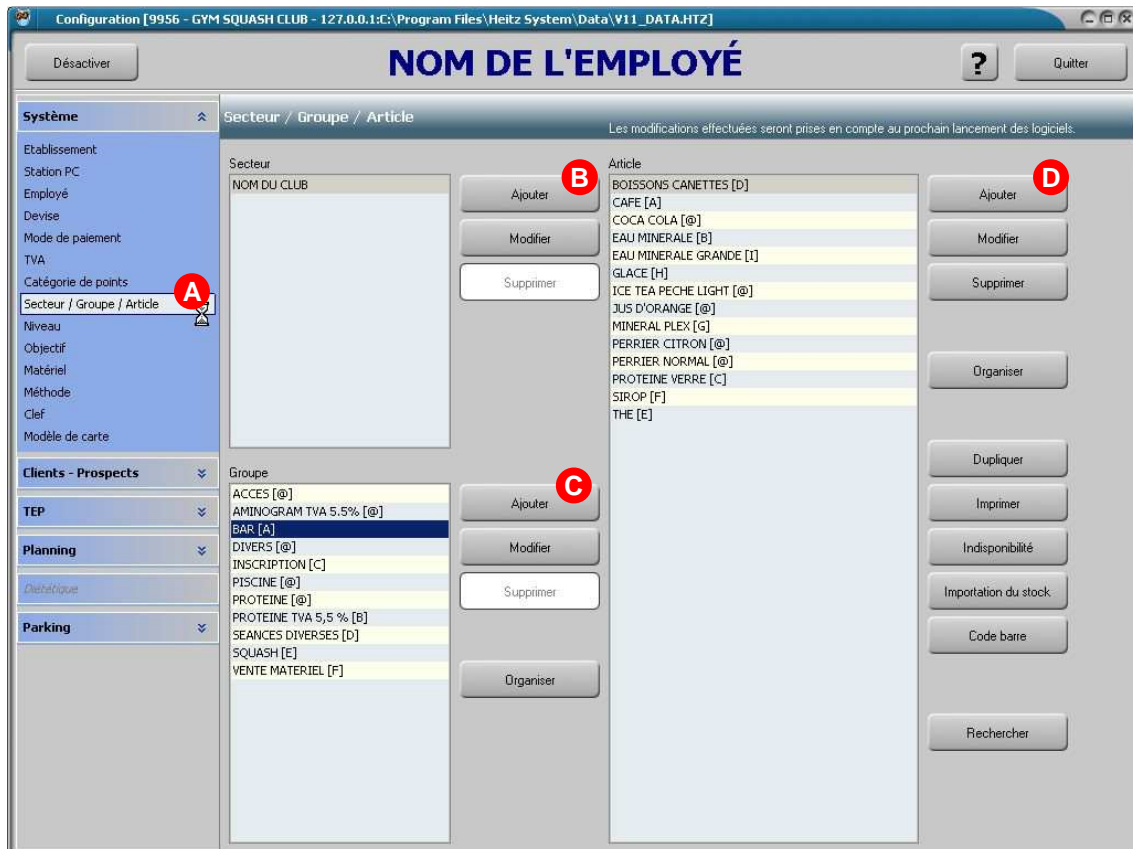 Configuration [9956 - GYM SQUASH CLUB - 127.0.0.1:C:\Program Files\Heitz System\Data\V11_DATA.HTZ]
Désactiver
NOM DE L'EMPLOYÉ
?
Quitter
Système
Etablissement
Station PC
Employé
Devise
Mode de paiement
TVA
Catégorie de points
Secteur / Groupe / Article
A
Niveau
Objectif
Matériel
Méthode
Clef
Modèle de carte
Clients - Prospects
TEP
Planning
Diététique
Parking
Secteur / Groupe / Article
Les modifications effectuées seront prises en compte au prochain lancement des logiciels.
Secteur
NOM DU CLUB
B
Ajouter
Modifier
Supprimer
Groupe
ACCES [@]
AMINOGRAM TVA 5.5% [@]
BAR [A]
DIVERS [@]
INSCRIPTION [C]
PISCINE [@]
PROTEINE [@]
PROTEINE TVA 5,5 % [B]
SEANCES DIVERSES [D]
SQUASH [E]
VENTE MATERIEL [F]
C
Ajouter
Modifier
Supprimer
Organiser
Article
BOISSONS CANETTES [D]
CAFE [A]
COCA COLA [@]
EAU MINERALE [B]
EAU MINERALE GRANDE [I]
GLACE [H]
ICE TEA PECHE LIGHT [@]
JUS D'ORANGE [@]
MINERAL PLEX [G]
PERRIER CITRON [@]
PERRIER NORMAL [@]
PROTEINE VERRE [C]
SIROP [F]
THE [E]
D
Ajouter
Modifier
Supprimer
Organiser
Dupliquer
Imprimer
Indisponibilité
Importation du stock
Code barre
Rechercher